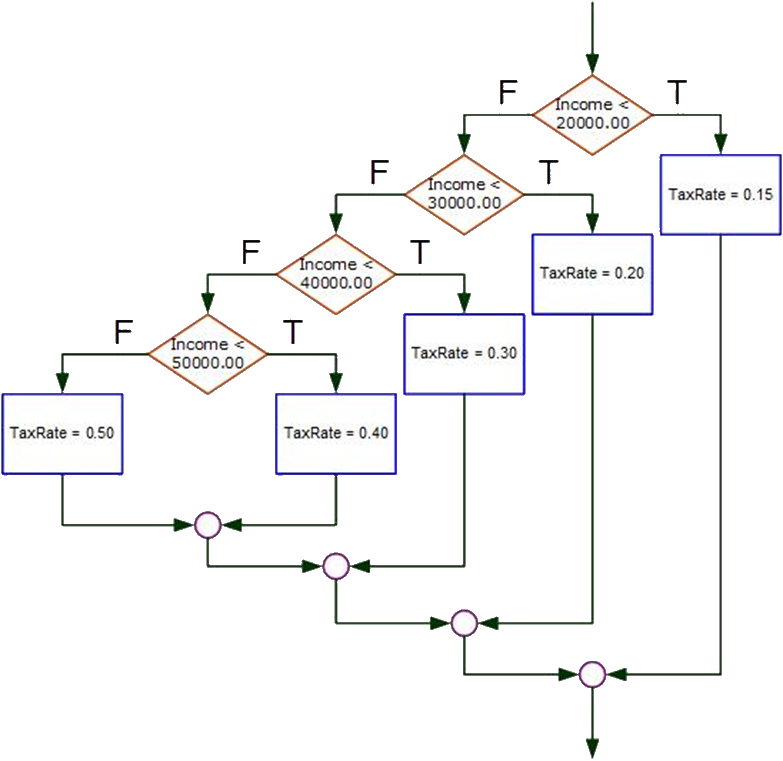 F
T
Income <
20000.00
F
T
Income <
30000.00
TaxRate = 0.15
F
T
Income <
40000.00
TaxRate = 0.20
F
T
Income <
50000.00
TaxRate = 0.30
TaxRate = 0.50
TaxRate = 0.40